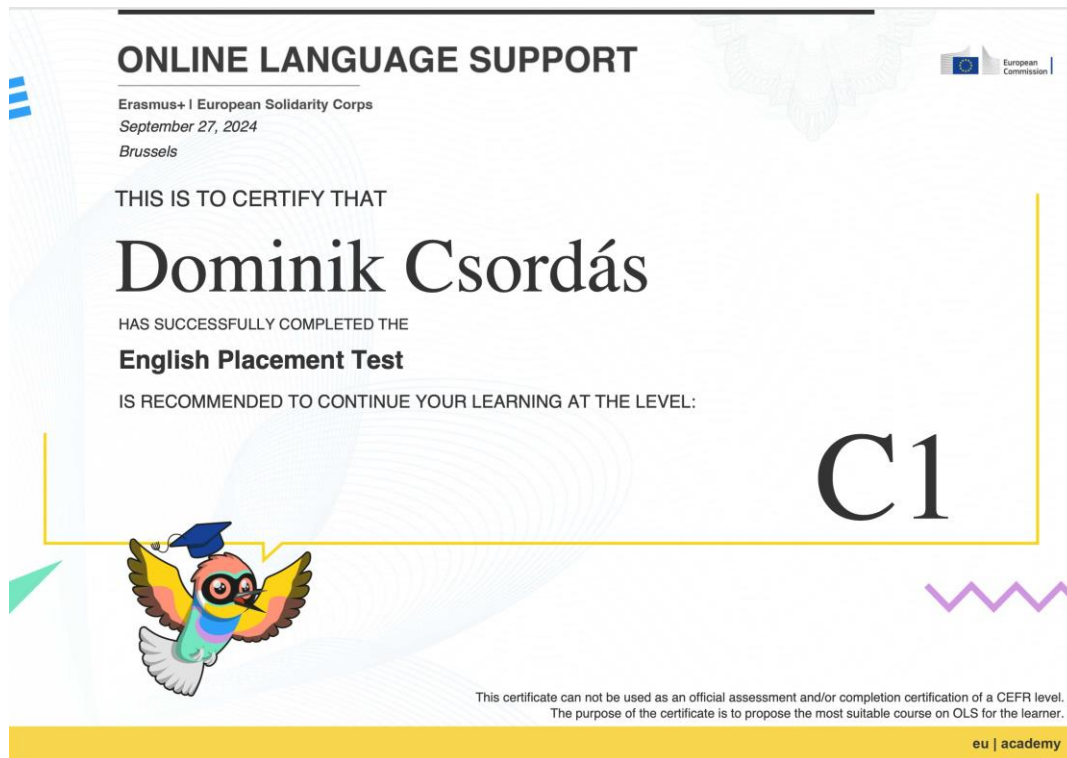 ONLINE LANGUAGE SUPPORT
European
Commission
Erasmus+ | European Solidarity Corps
September 27, 2024
Brussels
THIS IS TO CERTIFY THAT
Dominik Csordás
HAS SUCCESSFULLY COMPLETED THE
English Placement Test
IS RECOMMENDED TO CONTINUE YOUR LEARNING AT THE LEVEL:
C1
This certificate can not be used as an official assessment and/or completion certification of a CEFR level.
The purpose of the certificate is to propose the most suitable course on OLS for the learner.
eu | academy